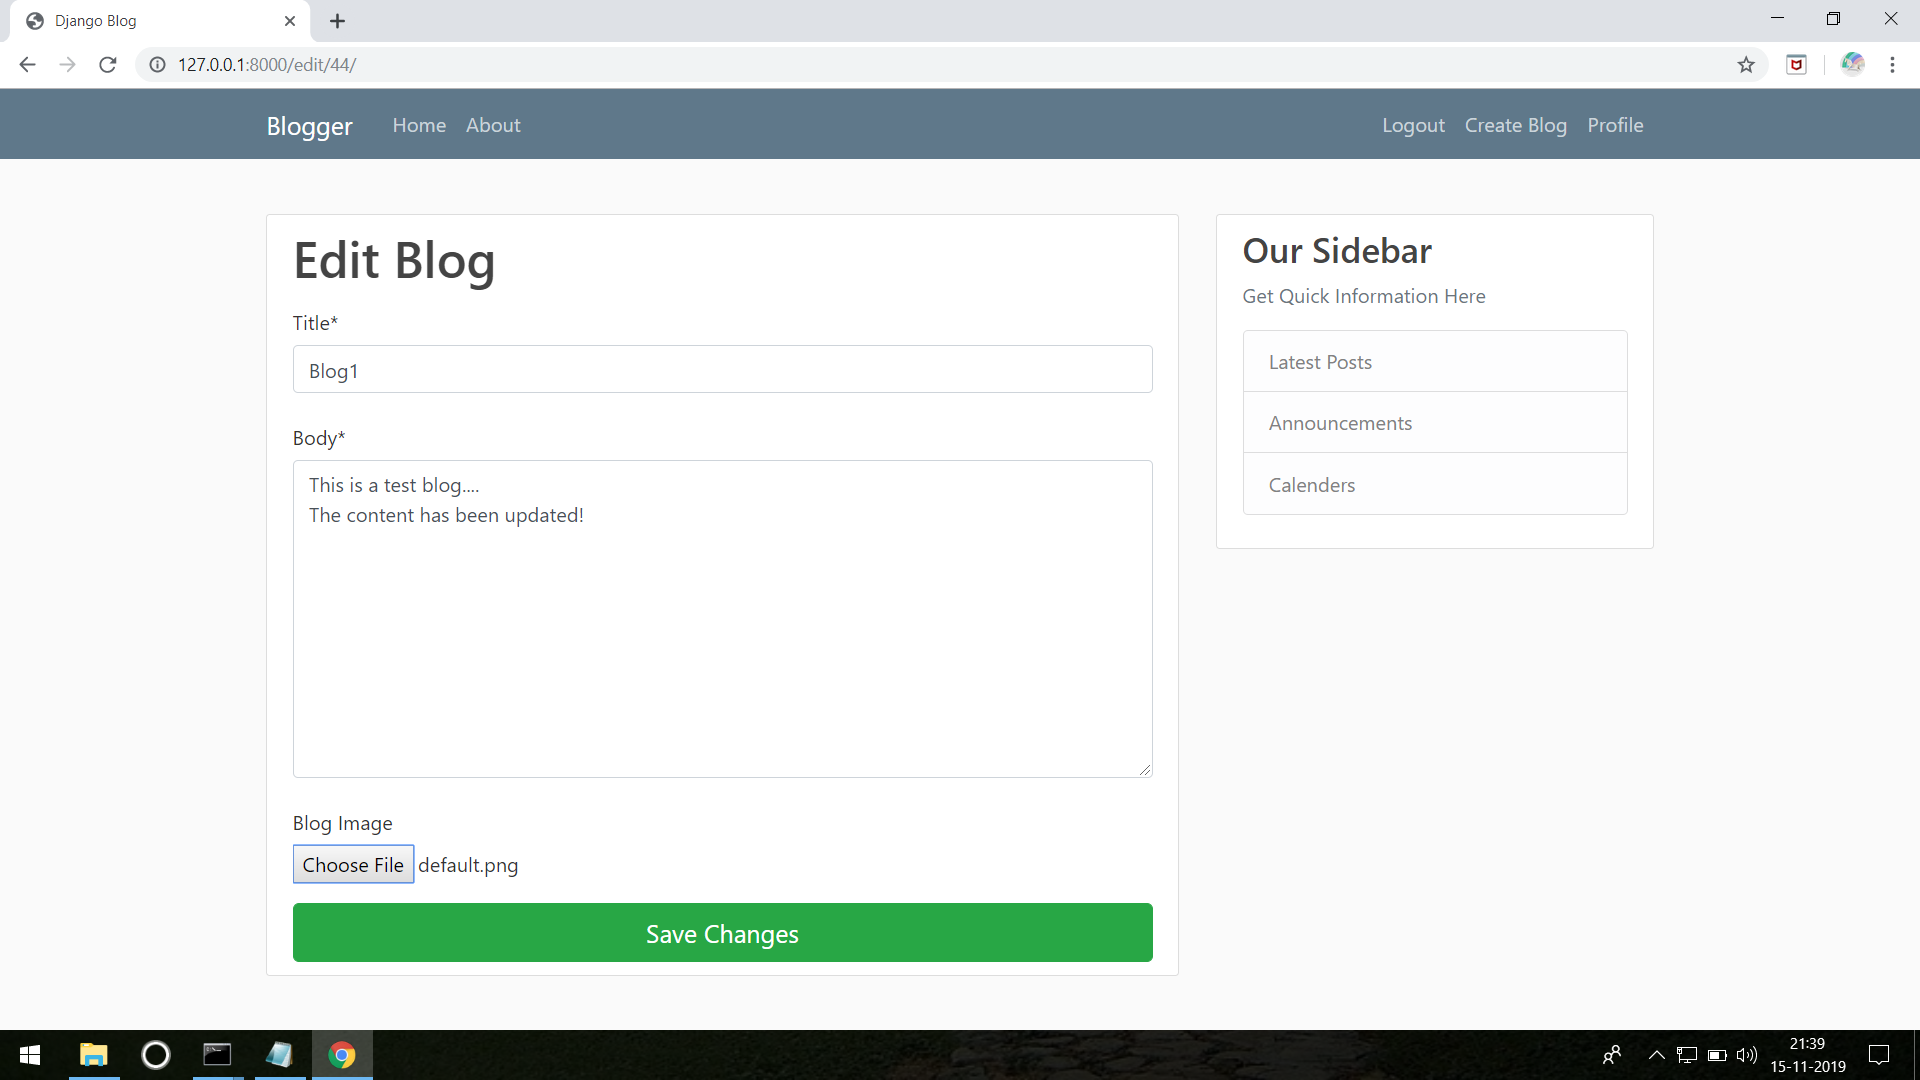 Django Blog
127.0.0.1:8000/edit/44/
Blogger Home About Logout Create Blog Profile
Edit Blog
Title*
Blog1
Body*
This is a test blog....
The content has been updated!
Blog Image
Choose File default.png
Save Changes
Our Sidebar
Get Quick Information Here
Latest Posts
Announcements
Calenders
21:39
15-11-2019